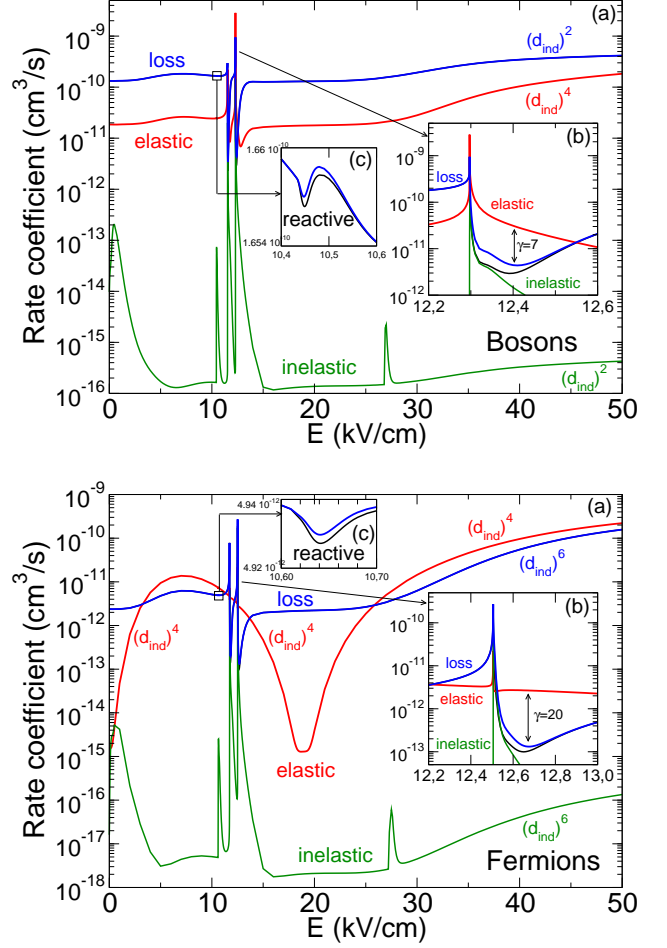 (a)
10^-9
loss
(d_ind)^2
10^-10
(d_ind)^4
10^-11
elastic
(b)
1.66 10^-10
(c)
10^-9
loss
10^-12
elastic
10^-10
reactive
γ=7
10^-13
1.654 10^-10
10^-11
10,4
10,5
10,6
inelastic
10^-12
10^-14
12,2
12,4
12,6
10^-15
inelastic
Bosons
(d_ind)^2
10^-16
0
10
20
30
40
50
E (kV/cm)
Rate coefficient (cm^3/s)
10^-9
4.94 10^-12
(a)
(d_ind)^4
10^-10
(c)
reactive
4.92 10^-12
(d_ind)^6
10^-11
10,60
10,70
loss
(b)
10^-12
10^-10
(d_ind)^4
(d_ind)^4
loss
10^-13
10^-11
elastic
10^-14
γ=20
10^-12
10^-15
elastic
inelastic
10^-13
10^-16
12,2
12,4
12,6
12,8
13,0
inelastic
(d_ind)^6
10^-17
Fermions
10^-18
0
10
20
30
40
50
E (kV/cm)
Rate coefficient (cm^3/s)